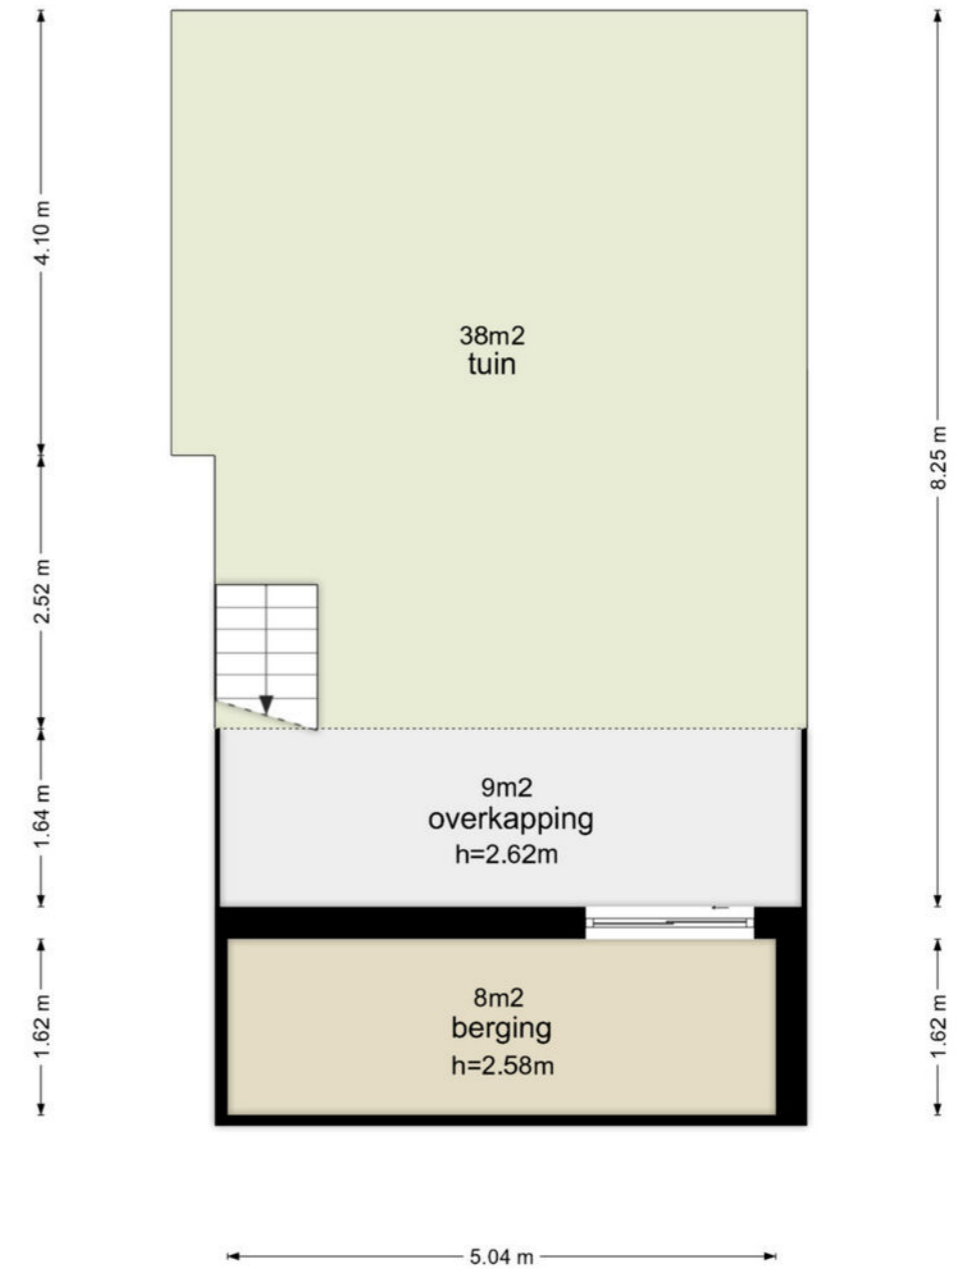 4.10 m
38m2
tuin
8.25 m
2.52 m
9m2
overkapping
h=2.62m
1.64 m
8m2
berging
h=2.58m
1.62 m
1.62 m
5.04 m